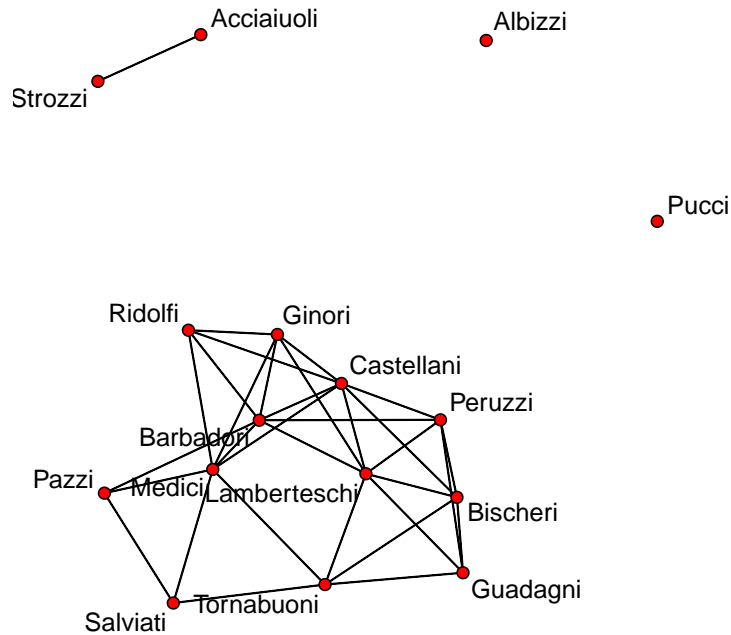 Acciaiuoli
Albizzi
Strozzi
Pucci
Ridolfi
Ginori
Castellani
Peruzzi
Barbadori
Pazzi
Medici
Lamberteschi
Bischeri
Guadagni
Tornabuoni
Salviati